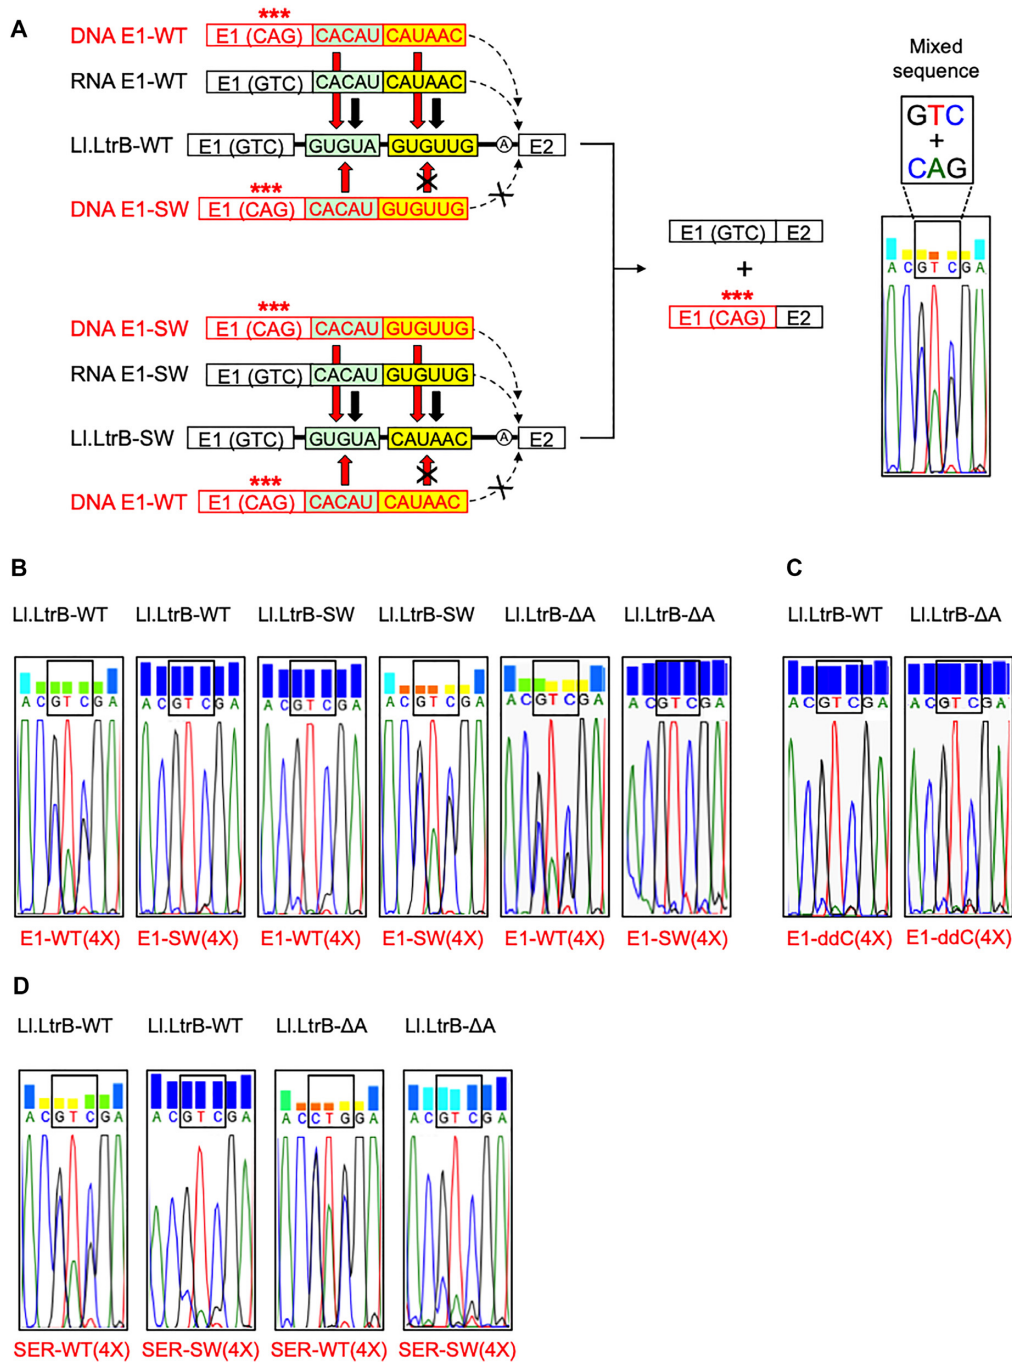 A
***
DNA E1-WT E1 (CAG) CACAU CAUAAC
RNA E1-WT E1 (GTC) CACAU CAUAAC
Ll.LtrB-WT E1 (GTC) GUGUA GUGUUG A E2
***
DNA E1-SW E1 (CAG) CACAU GUGUUG
***
DNA E1-SW E1 (CAG) CACAU GUGUUG
RNA E1-SW E1 (GTC) CACAU GUGUUG
Ll.LtrB-SW E1 (GTC) GUGUA CAUAAC A E2
***
DNA E1-WT E1 (CAG) CACAU CAUAAC
E1 (GTC) E2
+
***
E1 (CAG) E2
Mixed
sequence
GTC
+
CAG
A C G T C G A
B
Ll.LtrB-WT Ll.LtrB-WT Ll.LtrB-SW Ll.LtrB-SW Ll.LtrB-ΔA Ll.LtrB-ΔA
A C G T C G A A C G T C G A A C G T C G A A C G T C G A A C G T C G A A C G T C G A
E1-WT(4X) E1-SW(4X) E1-WT(4X) E1-SW(4X) E1-WT(4X) E1-SW(4X)
C
Ll.LtrB-WT Ll.LtrB-ΔA
A C G T C G A A C G T C G A
E1-ddC(4X) E1-ddC(4X)
D
Ll.LtrB-WT Ll.LtrB-WT Ll.LtrB-ΔA Ll.LtrB-ΔA
A C G T C G A A C G T C G A A C C T G G A A C G T C G A
SER-WT(4X) SER-SW(4X) SER-WT(4X) SER-SW(4X)